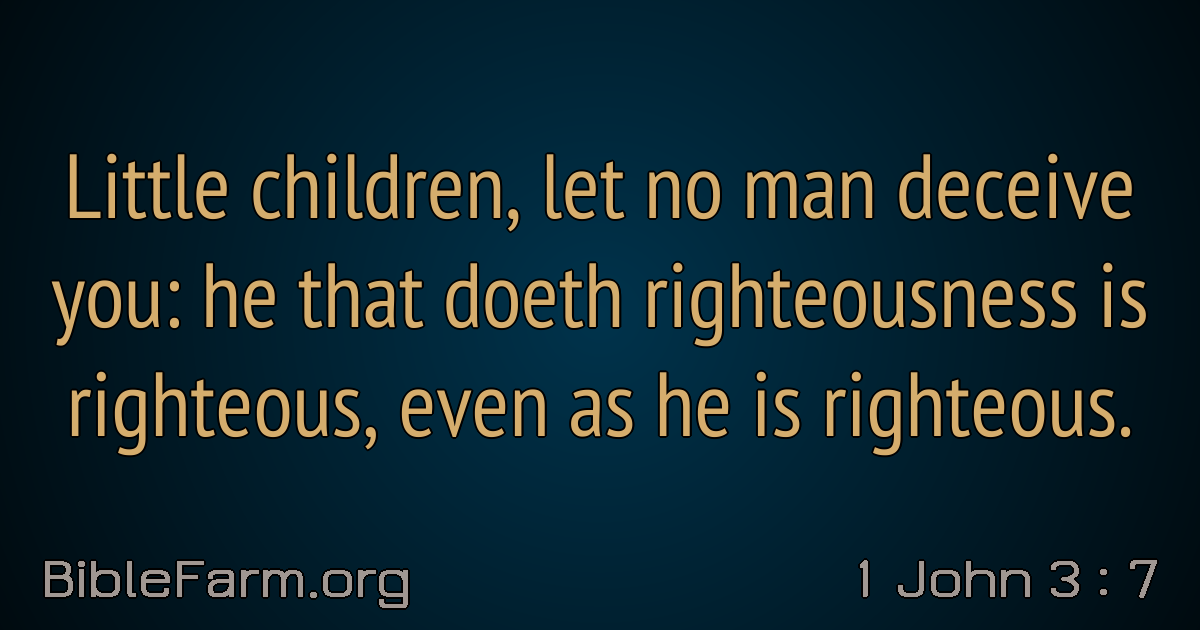 Little children, let no man deceive
you: he that doeth righteousness is
righteous, even as he is righteous.
BibleFarm.org
1 John 3 : 7